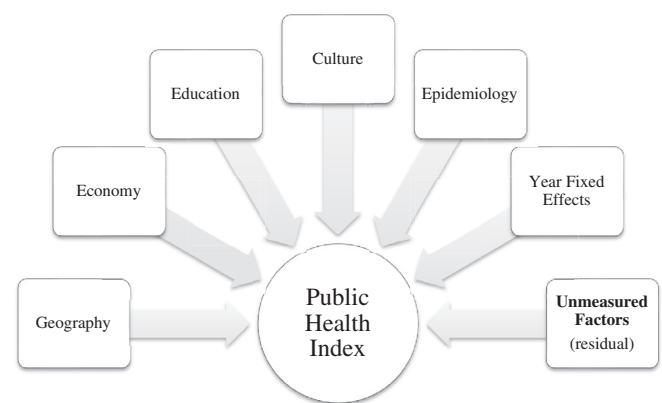 Culture
Education
Epidemiology
Economy
Year Fixed
Effects
Geography
Public
Health
Index
Unmeasured
Factors
(residual)